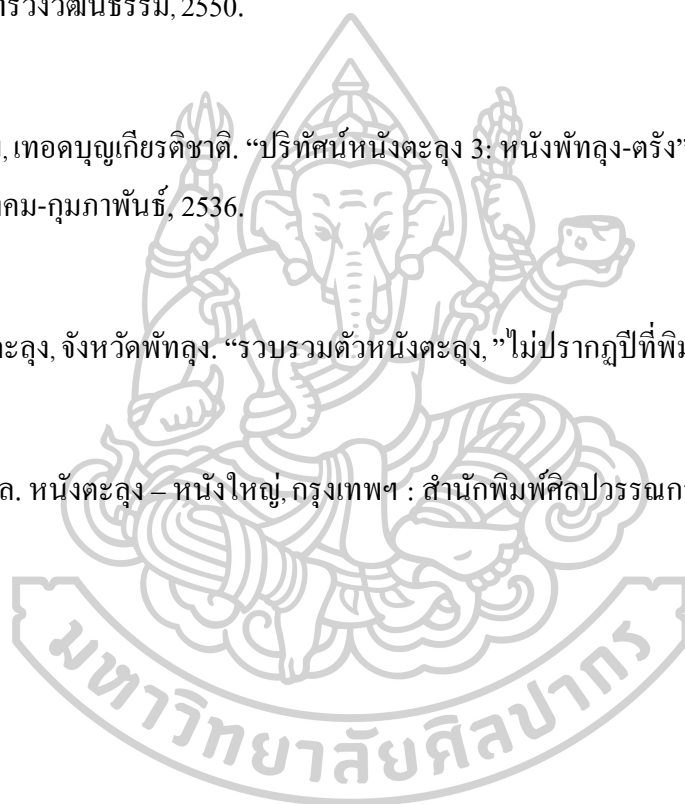 ทรวงวัฒนธรรม, 2550.
, เทอดบุญเกียรติชาติ. “ปริทัศน์หนังตะลุง 3: หนังพัทลุง-ตรัง”
คม-กุมภาพันธ์, 2536.
ะลุง, จังหวัดพัทลุง. “รวบรวมตัวหนังตะลุง, ”ไม่ปรากฏปีที่พิม
ล. หนังตะลุง – หนังใหญ่, กรุงเทพฯ : สำนักพิมพ์ศิลปวรรณก
มหาวิทยาลัยศิลปากร